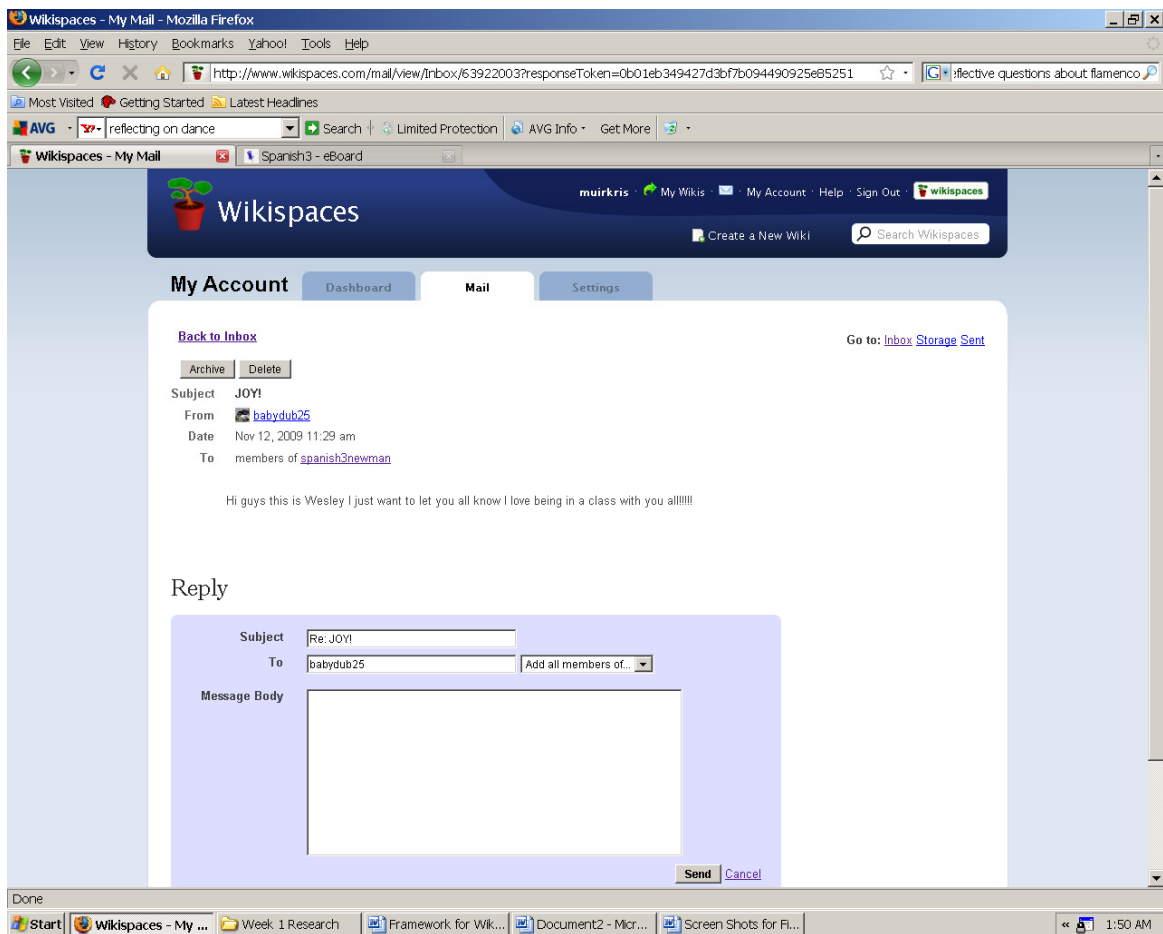 Wikispaces - My Mail - Mozilla Firefox
File Edit View History Bookmarks Yahoo! Tools Help
http://www.wikispaces.com/mail/view/Inbox/63922003?responseToken=0b01eb349427d3bf7b094490925e85251 flective questions about flamenco
Most Visited Getting Started Latest Headlines
AVG reflecting on dance Search Limited Protection AVG Info Get More
Wikispaces - My Mail Spanish3 - eBoard
muirkris · My Wikis · · My Account · Help · Sign Out · wikispaces
Wikispaces
Create a New Wiki Search Wikispaces
My Account Dashboard Mail Settings
Back to Inbox Go to: Inbox Storage Sent
Archive Delete
Subject JOY!
From babydub25
Date Nov 12, 2009 11:29 am
To members of spanish3newman
Hi guys this is Wesley I just want to let you all know I love being in a class with you all!!!!!!
Reply
Subject Re: JOY!
To babydub25 Add all members of...
Message Body
Send Cancel
Done
Start Wikispaces - My ... Week 1 Research Framework for Wik... Document2 - Micr... Screen Shots for Fi... « 1:50 AM